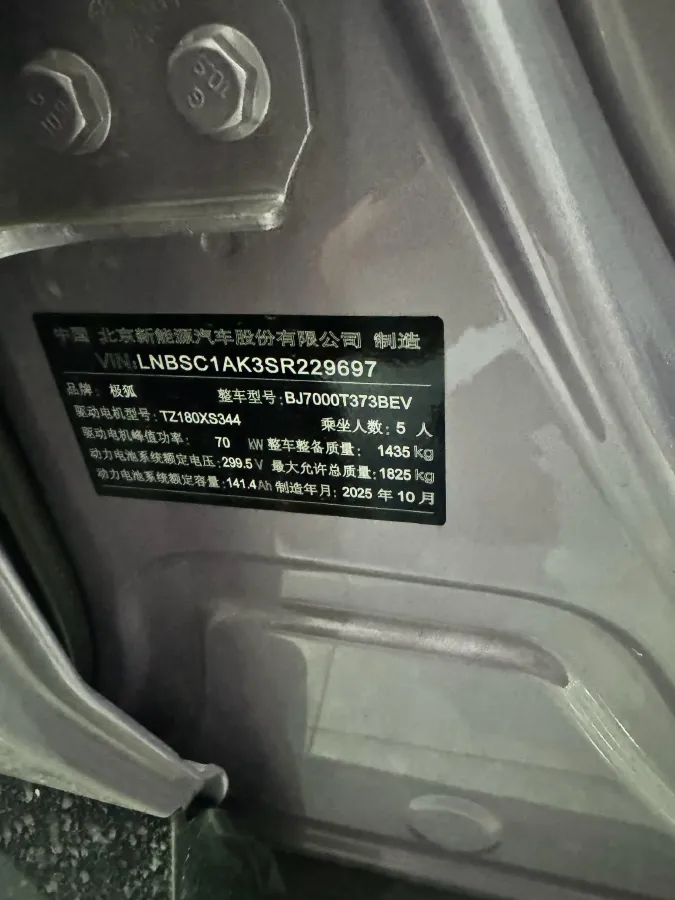 中国 北京新能源汽车股份有限公司 制造
VIN:LNBSC1AK3SR229697
品牌: 极狐 整车型号:BJ7000T373BEV
驱动电机型号:TZ180XS344 乘坐人数: 5 人
驱动电机峰值功率: 70 kW 整车整备质量: 1435 kg
动力电池系统额定电压:299.5 V 最大允许总质量:1825 kg
动力电池系统额定容量:141.4 Ah 制造年月: 2025 年 10 月